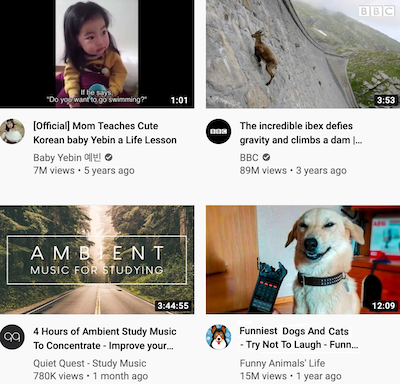 If he says,
"Do you want to go swimming?"
1:01
[Official] Mom Teaches Cute
Korean baby Yebin a Life Lesson
Baby Yebin 예빈
7M views • 5 years ago
BBC
3:53
BBC
The incredible ibex defies
gravity and climbs a dam |...
BBC
89M views • 3 years ago
AMBIENT
MUSIC FOR STUDYING
3:44:55
4 Hours of Ambient Study Music
To Concentrate - Improve your...
Quiet Quest - Study Music
780K views • 1 month ago
12:09
Funniest Dogs And Cats
- Try Not To Laugh - Funn...
Funny Animals' Life
15M views • 1 year ago